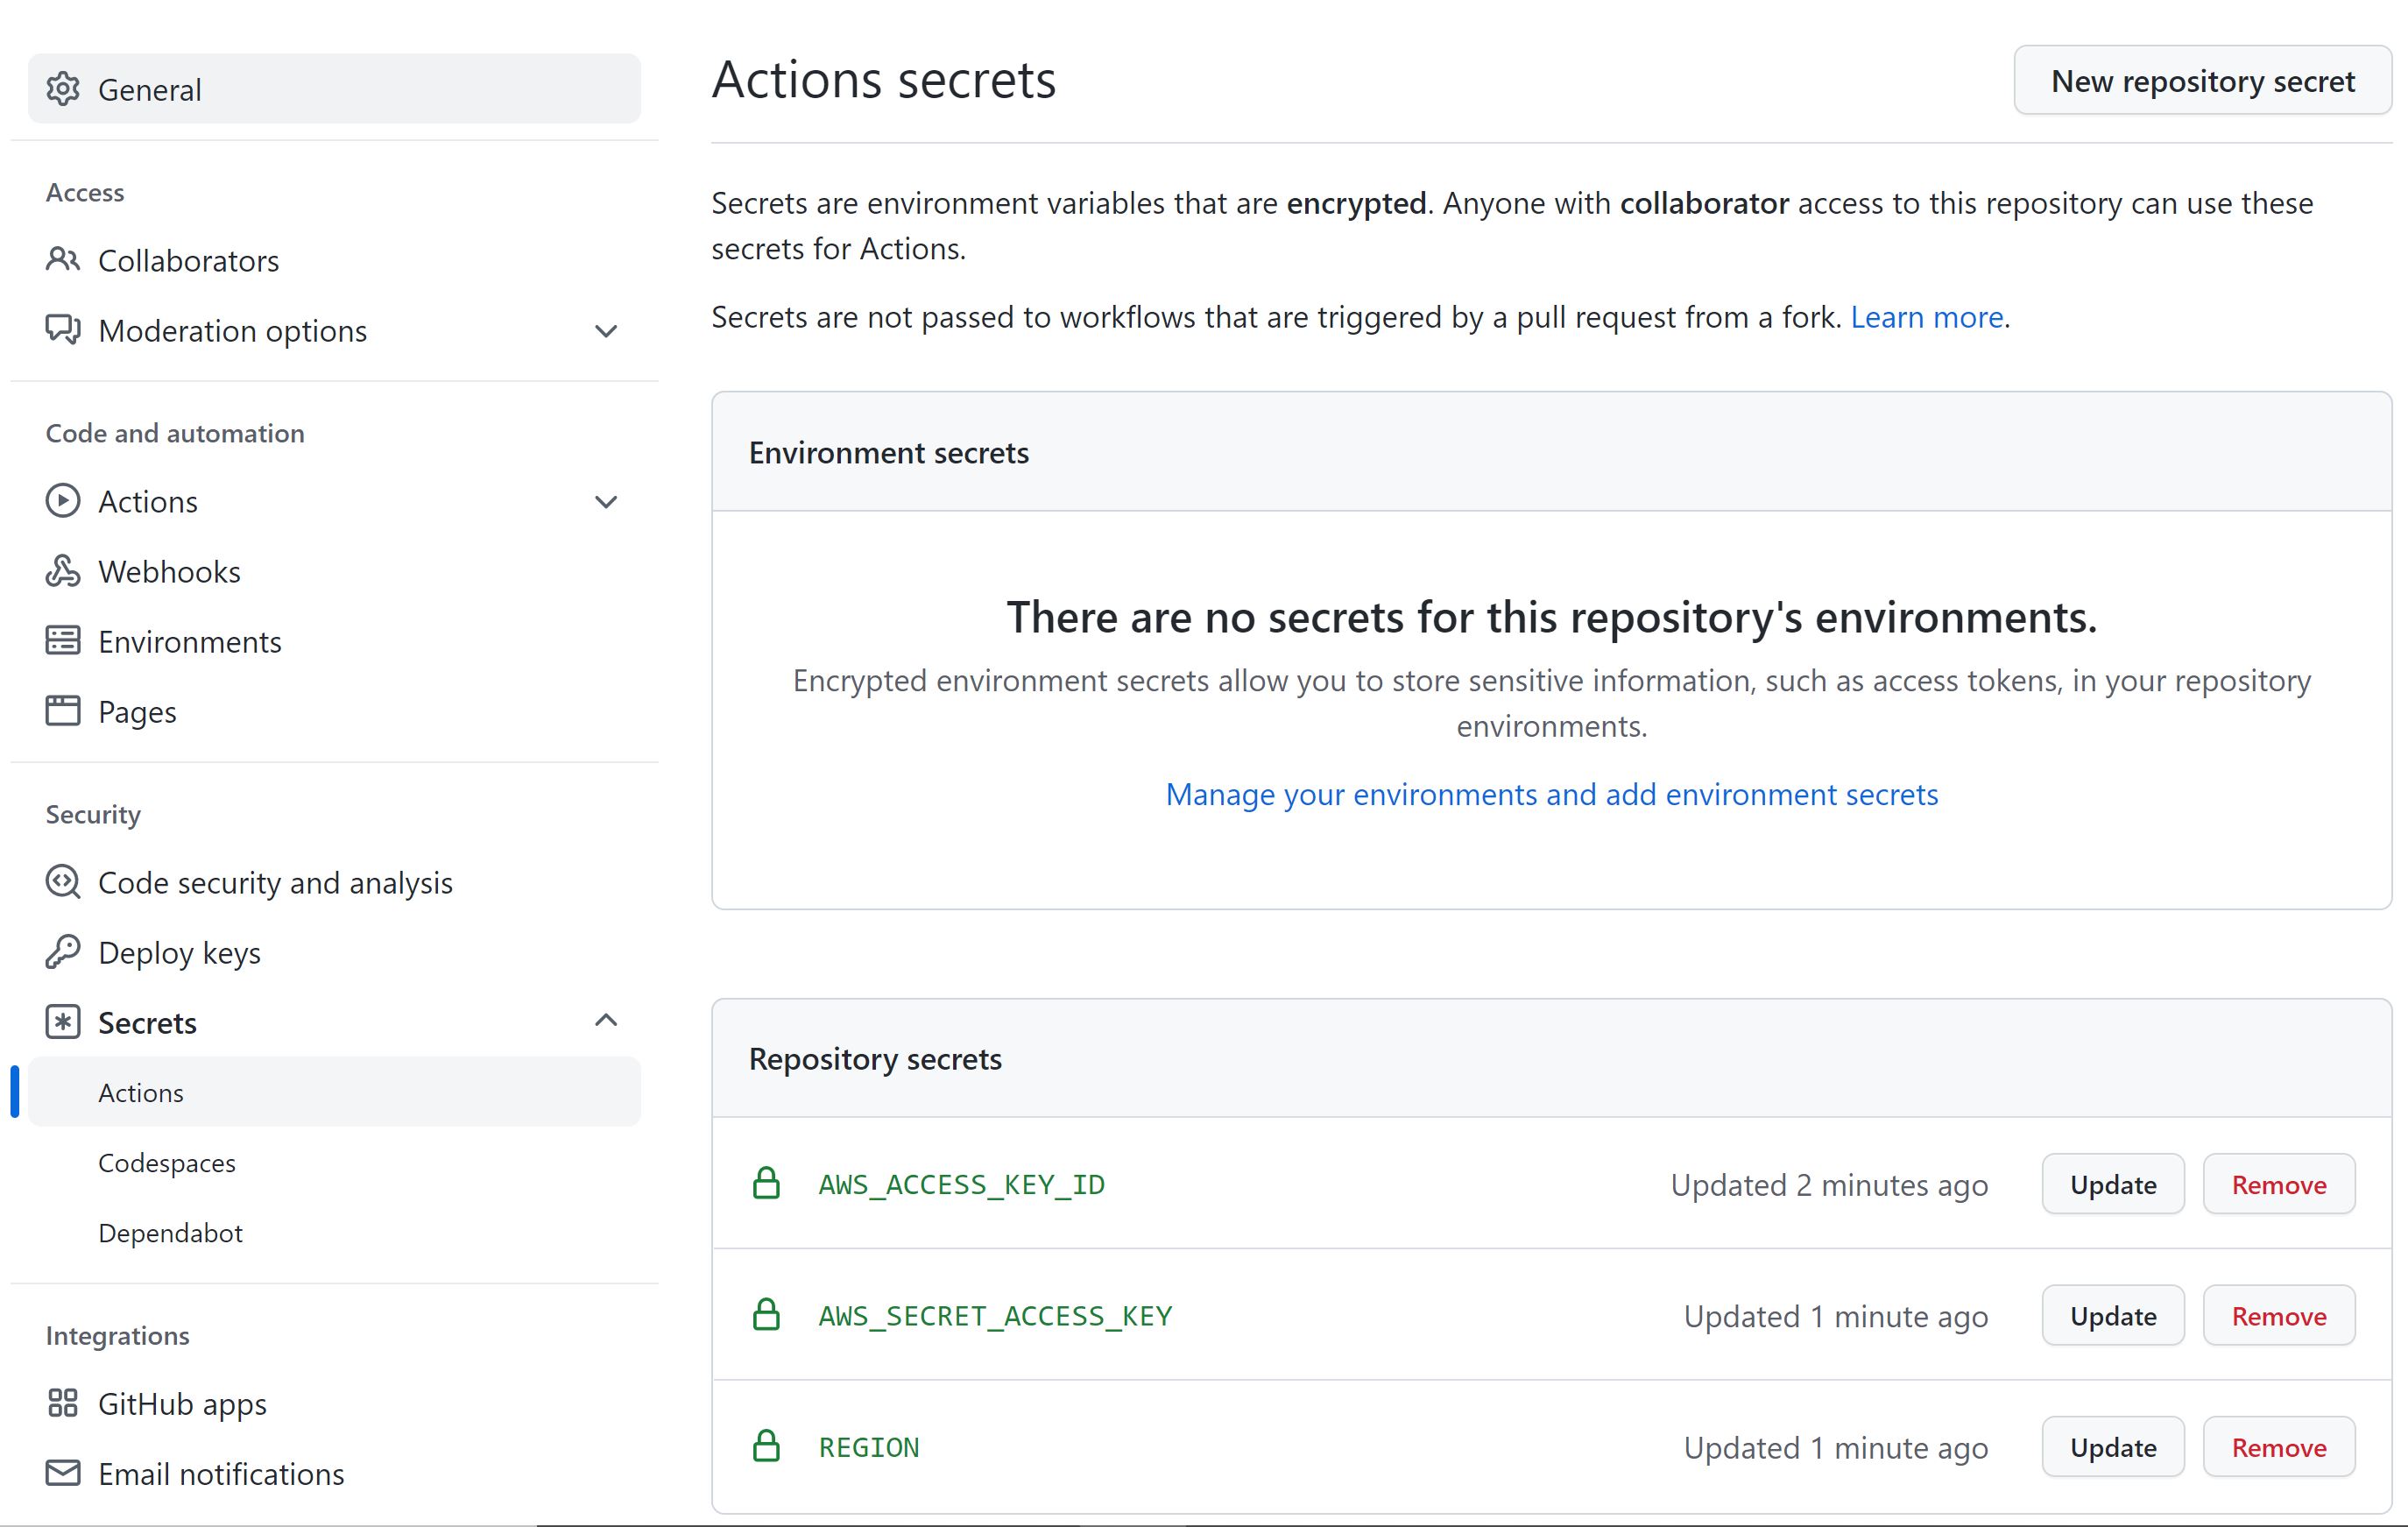 General
Access
Collaborators
Moderation options
Code and automation
Actions
Webhooks
Environments
Pages
Security
Code security and analysis
Deploy keys
Secrets
Actions
Codespaces
Dependabot
Integrations
GitHub apps
Email notifications
Actions secrets
New repository secret
Secrets are environment variables that are encrypted. Anyone with collaborator access to this repository can use these
secrets for Actions.
Secrets are not passed to workflows that are triggered by a pull request from a fork. Learn more.
Environment secrets
There are no secrets for this repository's environments.
Encrypted environment secrets allow you to store sensitive information, such as access tokens, in your repository
environments.
Manage your environments and add environment secrets
Repository secrets
AWS_ACCESS_KEY_ID Updated 2 minutes ago Update Remove
AWS_SECRET_ACCESS_KEY Updated 1 minute ago Update Remove
REGION Updated 1 minute ago Update Remove